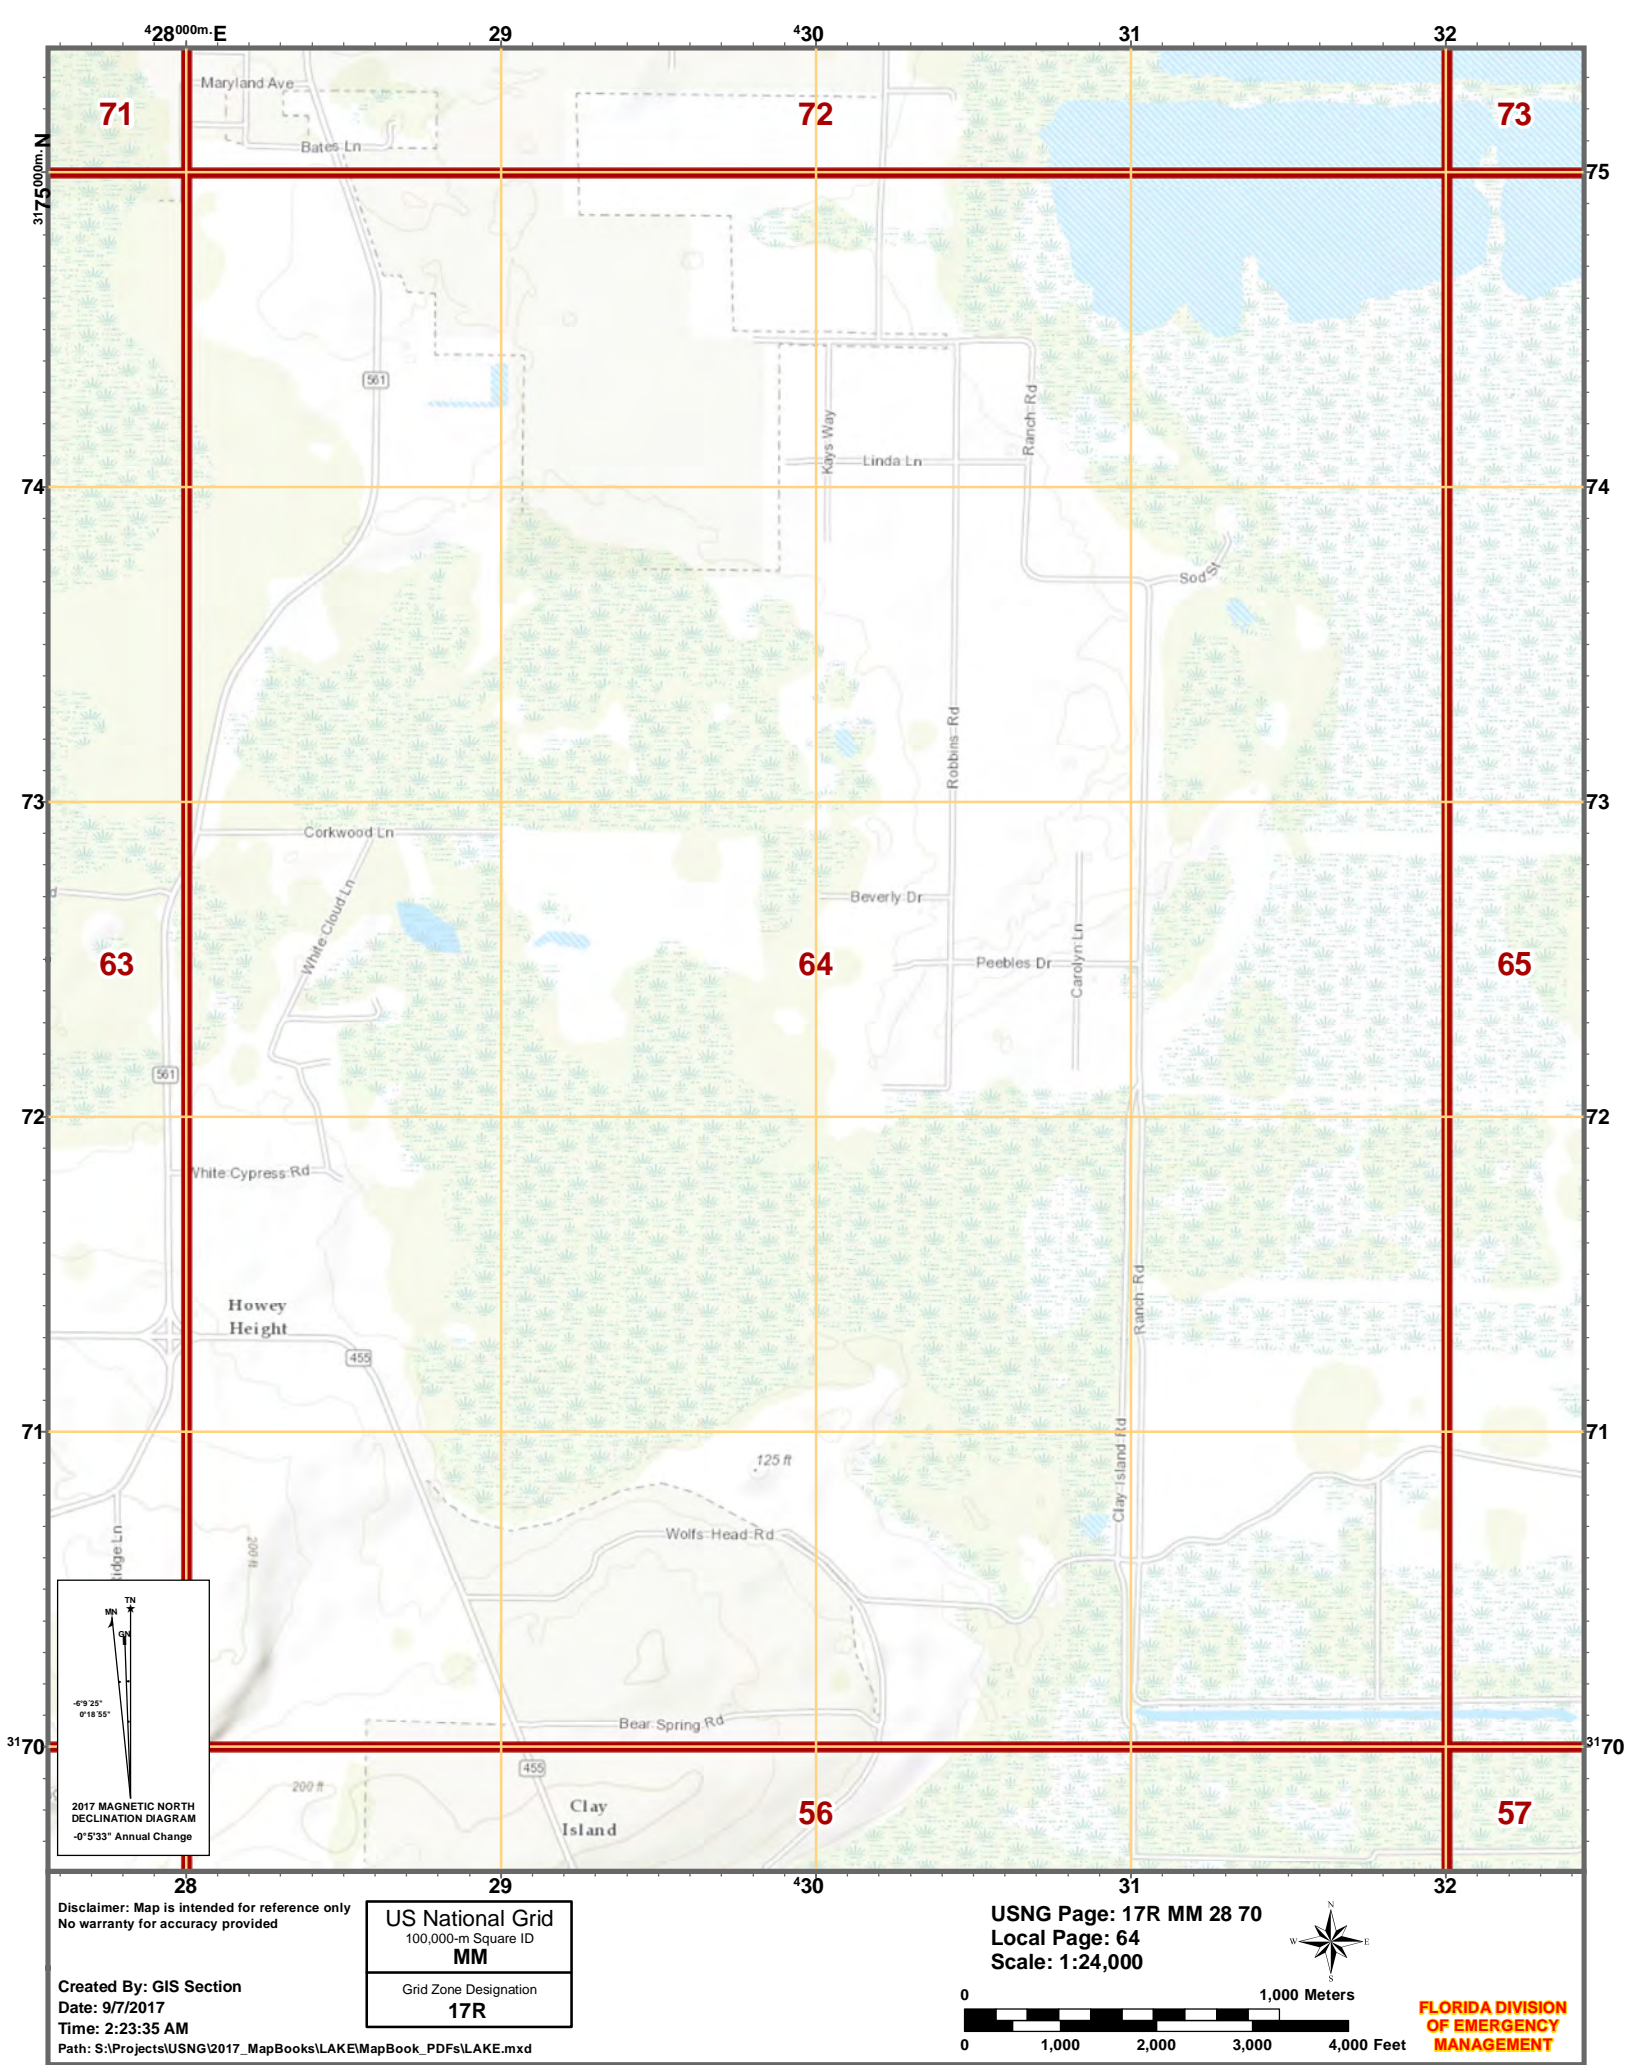 428000m. E 29 430 31 32
3175000m. N
71 72 73
Maryland Ave
Bates Ln
75
561
Kays Way
Ranch Rd
Linda Ln
74 74
Sod St
Robbins Rd
73 73
Corkwood Ln
White Cloud Ln
Beverly Dr
Carolyn Ln
Peebles Dr
63 64 65
561
72 72
White Cypress Rd
Ranch Rd
Howey
Height
455
71 71
Clay Island Rd
125 ft
Wolfs Head Rd
200 ft
Ridge Ln
TN
MN
GN
-6°9'25"
0°18'55"
Bear Spring Rd
3170 3170
455
200 ft
2017 MAGNETIC NORTH
DECLINATION DIAGRAM
-0°5'33" Annual Change
Clay
Island
56 57
28 29 430 31 32
Disclaimer: Map is intended for reference only
No warranty for accuracy provided
US National Grid
100,000-m Square ID
MM
Grid Zone Designation
17R
USNG Page: 17R MM 28 70
Local Page: 64
Scale: 1:24,000
N
W E
S
Created By: GIS Section
Date: 9/7/2017
Time: 2:23:35 AM
Path: S:\Projects\USNG\2017_MapBooks\LAKE\MapBook_PDFs\LAKE.mxd
0 1,000 Meters
0 1,000 2,000 3,000 4,000 Feet
FLORIDA DIVISION
OF EMERGENCY
MANAGEMENT